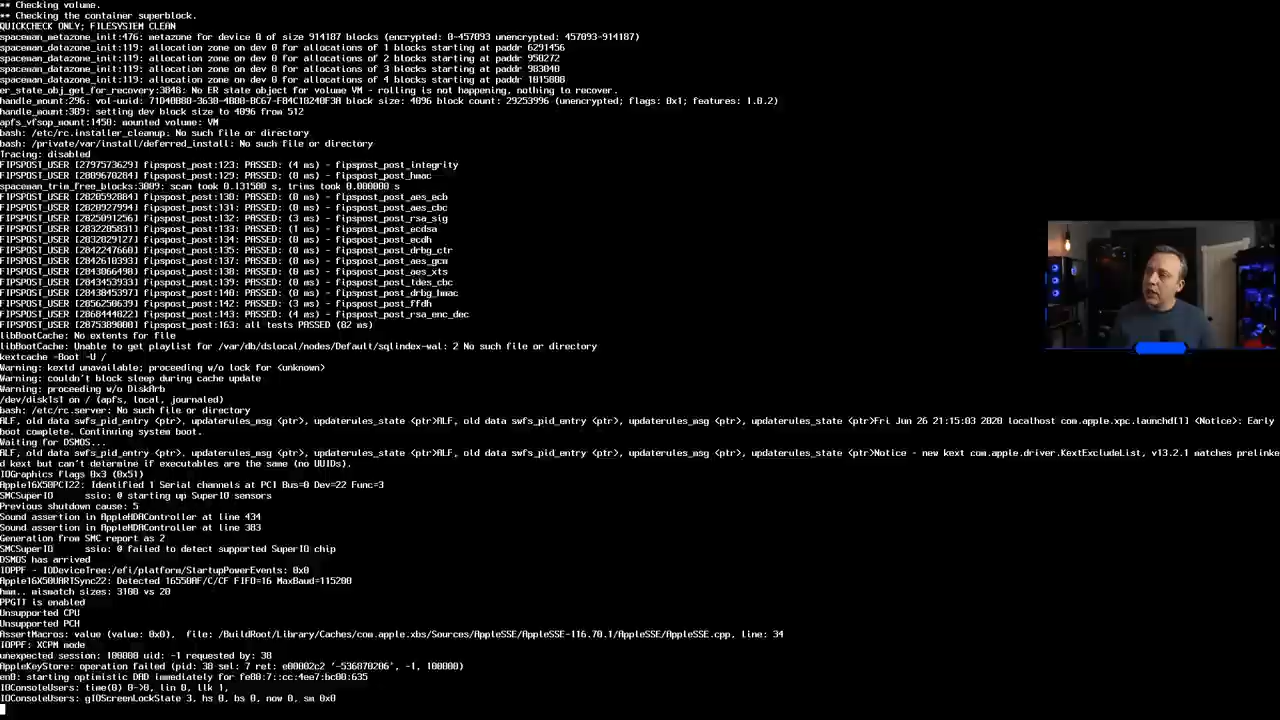 ** Checking volume.
** Checking the container superblock.
QUICKCHECK ONLY; FILESYSTEM CLEAN
spaceman_metazone_init:476: metazone for device 0 of size 914187 blocks (encrypted: 0-457093 unencrypted: 457093-914187)
spaceman_datazone_init:119: allocation zone on dev 0 for allocations of 1 blocks starting at paddr 6291456
spaceman_datazone_init:119: allocation zone on dev 0 for allocations of 2 blocks starting at paddr 950272
spaceman_datazone_init:119: allocation zone on dev 0 for allocations of 3 blocks starting at paddr 983040
spaceman_datazone_init:119: allocation zone on dev 0 for allocations of 4 blocks starting at paddr 1015808
er_state_obj_get_for_recovery:3048: No ER state object for volume VM - rolling is not happening, nothing to recover.
handle_mount:296: vol-uuid: 71D40B80-3630-4B00-BC67-F84C10240F3A block size: 4096 block count: 29253996 (unencrypted; flags: 0x1; features: 1.0.2)
handle_mount:309: setting dev block size to 4096 from 512
apfs_vfsop_mount:1450: mounted volume: VM
bash: /etc/rc.installer_cleanup: No such file or directory
bash: /private/var/install/deferred_install: No such file or directory
Tracing: disabled
FIPSPOST_USER [2797573629] fipspost_post:123: PASSED: (4 ms) - fipspost_post_integrity
FIPSPOST_USER [2809670284] fipspost_post:129: PASSED: (0 ms) - fipspost_post_hmac
spaceman_trim_free_blocks:3009: scan took 0.131580 s, trims took 0.000000 s
FIPSPOST_USER [2820592884] fipspost_post:130: PASSED: (0 ms) - fipspost_post_aes_ecb
FIPSPOST_USER [2820927994] fipspost_post:131: PASSED: (0 ms) - fipspost_post_aes_cbc
FIPSPOST_USER [2825091256] fipspost_post:132: PASSED: (3 ms) - fipspost_post_rsa_sig
FIPSPOST_USER [2832205831] fipspost_post:133: PASSED: (1 ms) - fipspost_post_ecdsa
FIPSPOST_USER [2832829127] fipspost_post:134: PASSED: (0 ms) - fipspost_post_ecdh
FIPSPOST_USER [2842247660] fipspost_post:135: PASSED: (0 ms) - fipspost_post_drbg_ctr
FIPSPOST_USER [2842610393] fipspost_post:137: PASSED: (0 ms) - fipspost_post_aes_gcm
FIPSPOST_USER [2843066498] fipspost_post:138: PASSED: (0 ms) - fipspost_post_aes_xts
FIPSPOST_USER [2843453933] fipspost_post:139: PASSED: (0 ms) - fipspost_post_tdes_cbc
FIPSPOST_USER [2843845397] fipspost_post:140: PASSED: (0 ms) - fipspost_post_drbg_hmac
FIPSPOST_USER [2856250639] fipspost_post:142: PASSED: (3 ms) - fipspost_post_ffdh
FIPSPOST_USER [2868444822] fipspost_post:143: PASSED: (4 ms) - fipspost_post_rsa_enc_dec
FIPSPOST_USER [2875389000] fipspost_post:163: all tests PASSED (82 ms)
libBootCache: No extents for file
libBootCache: Unable to get playlist for /var/db/dslocal/nodes/Default/sqlindex-wal: 2 No such file or directory
kextcache -Boot -U /
Warning: kextd unavailable; proceeding w/o lock for <unknown>
Warning: couldn't block sleep during cache update
Warning: proceeding w/o DiskArb
/dev/disk1s1 on / (apfs, local, journaled)
bash: /etc/rc.server: No such file or directory
ALF, old data swfs_pid_entry <ptr>, updaterules_msg <ptr>, updaterules_state <ptr>ALF, old data swfs_pid_entry <ptr>, updaterules_msg <ptr>, updaterules_state <ptr>Fri Jun 26 21:15:03 2020 localhost com.apple.xpc.launchd[1] <Notice>: Early
boot complete. Continuing system boot.
Waiting for DSMOS...
ALF, old data swfs_pid_entry <ptr>, updaterules_msg <ptr>, updaterules_state <ptr>ALF, old data swfs_pid_entry <ptr>, updaterules_msg <ptr>, updaterules_state <ptr>Notice - new kext com.apple.driver.KextExcludeList, v13.2.1 matches prelinke
d kext but can't determine if executables are the same (no UUIDs).
IOGraphics flags 0x3 (0x51)
Apple16X50PCI22: Identified 1 Serial channels at PCI Bus=0 Dev=22 Func=3
SMCSuperIO ssio: @ starting up SuperIO sensors
Previous shutdown cause: 5
Sound assertion in AppleHDAController at line 434
Sound assertion in AppleHDAController at line 383
Generation from SMC report as 2
SMCSuperIO ssio: @ failed to detect supported SuperIO chip
DSMOS has arrived
IOPPF - IODeviceTree:/efi/platform/StartupPowerEvents: 0x0
Apple16X50UARTSync22: Detected 16550AF/C/CF FIFO=16 MaxBaud=115200
hmm.. mismatch sizes: 3100 vs 20
PPGTT is enabled
Unsupported CPU
Unsupported PCH
AssertMacros: value (value: 0x0), file: /BuildRoot/Library/Caches/com.apple.xbs/Sources/AppleSSE/AppleSSE-116.70.1/AppleSSE/AppleSSE.cpp, line: 34
IOPPF: XCPM mode
unexpected session: 100000 uid: -1 requested by: 38
AppleKeyStore: operation failed (pid: 38 sel: 7 ret: e00002c2 '-536870206', -1, 100000)
en0: starting optimistic DAD immediately for fe80:7::cc:4ee7:bc00:635
IOConsoleUsers: time(0) 0->0, lin 0, llk 1,
IOConsoleUsers: gIOScreenLockState 3, hs 0, bs 0, now 0, sm 0x0